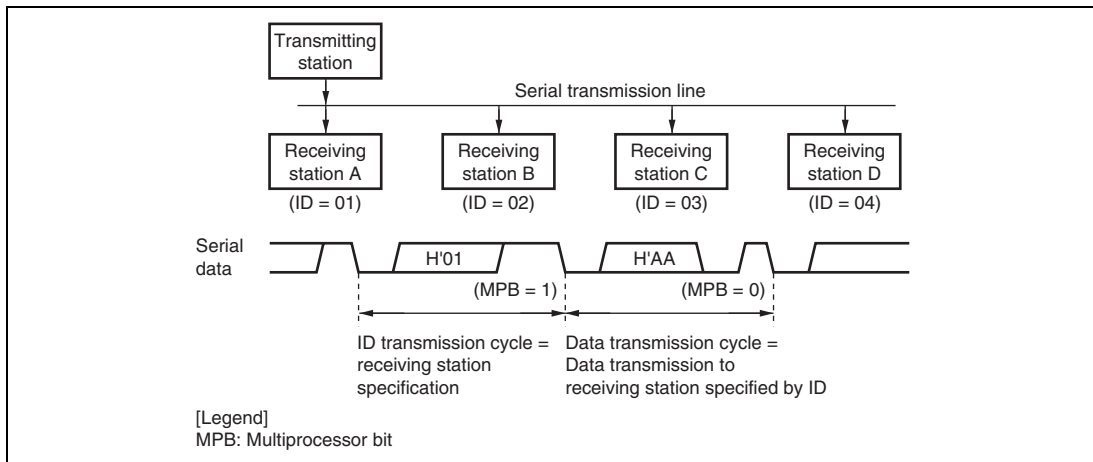 Transmitting
station
Serial transmission line
Receiving
station A
Receiving
station B
Receiving
station C
Receiving
station D
(ID = 01)
(ID = 02)
(ID = 03)
(ID = 04)
Serial
data
H'01
H'AA
(MPB = 1)
(MPB = 0)
ID transmission cycle =
receiving station
specification
Data transmission cycle =
Data transmission to
receiving station specified by ID
[Legend]
MPB: Multiprocessor bit